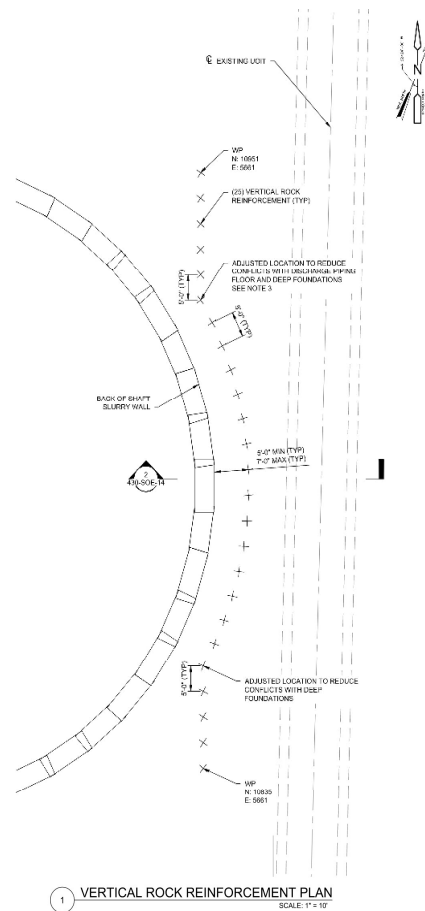 ℄ EXISTING UOIT
N
WP
N: 10951
E: 5661
(25) VERTICAL ROCK
REINFORCEMENT (TYP)
ADJUSTED LOCATION TO REDUCE
CONFLICTS WITH DISCHARGE PIPING
FLOOR AND DEEP FOUNDATIONS
SEE NOTE 3
5'-0" (TYP)
5'-0" (TYP)
BACK OF SHAFT
SLURRY WALL
5'-0" MIN (TYP)
7'-0" MAX (TYP)
2
430-SOE-14
5'-0" (TYP)
ADJUSTED LOCATION TO REDUCE
CONFLICTS WITH DEEP
FOUNDATIONS
WP
N: 10835
E: 5661
1
VERTICAL ROCK REINFORCEMENT PLAN
SCALE: 1" = 10'